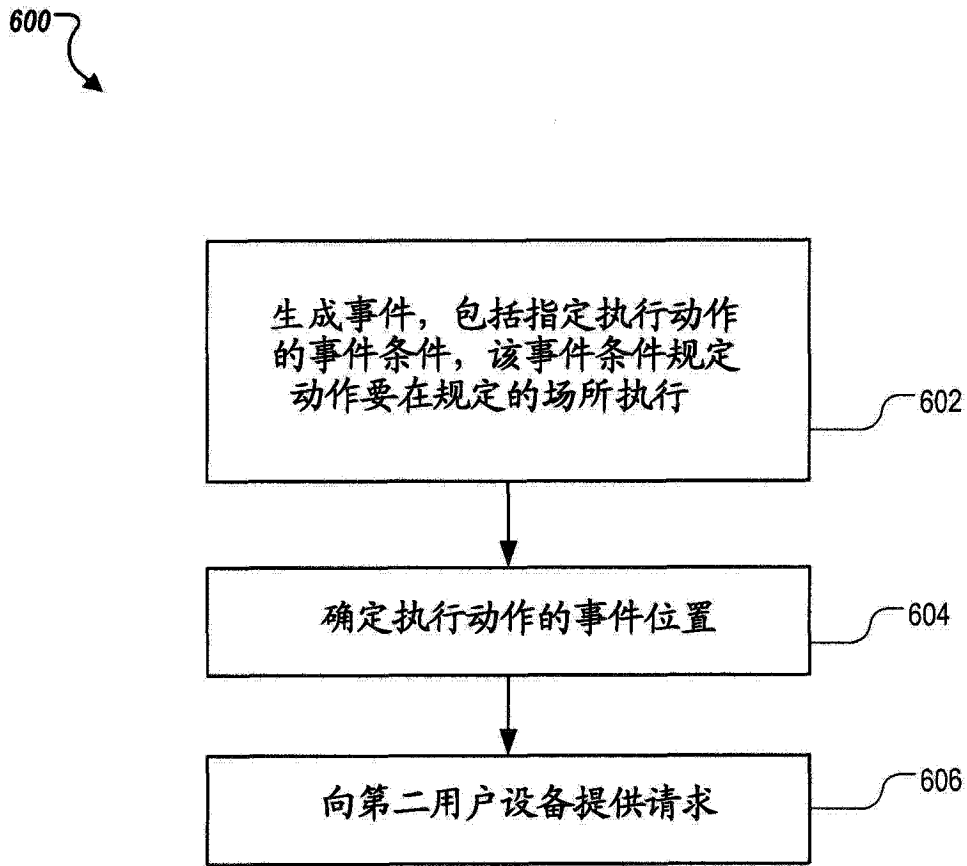 600
生成事件，包括指定执行动作
的事件条件，该事件条件规定
动作要在规定的场所执行
602
确定执行动作的事件位置
604
向第二用户设备提供请求
606